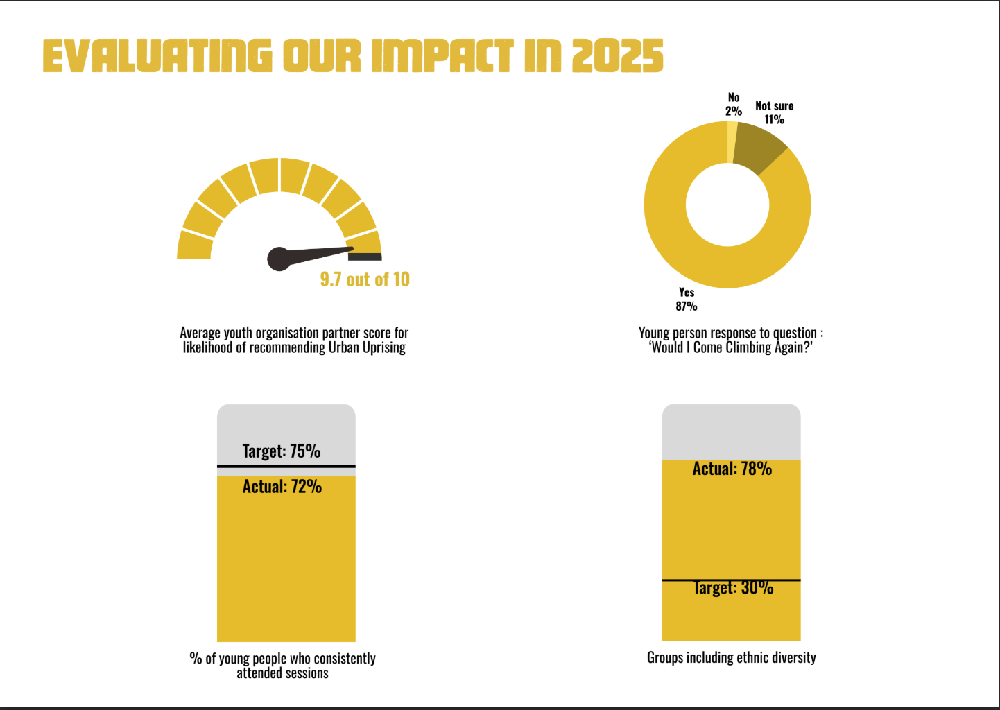 EVALUATING OUR IMPACT IN 2025
9.7 out of 10
Average youth organisation partner score for
likelihood of recommending Urban Uprising
No
2%
Not sure
11%
Yes
87%
Young person response to question :
‘Would I Come Climbing Again?’
Target: 75%
Actual: 72%
% of young people who consistently
attended sessions
Actual: 78%
Target: 30%
Groups including ethnic diversity